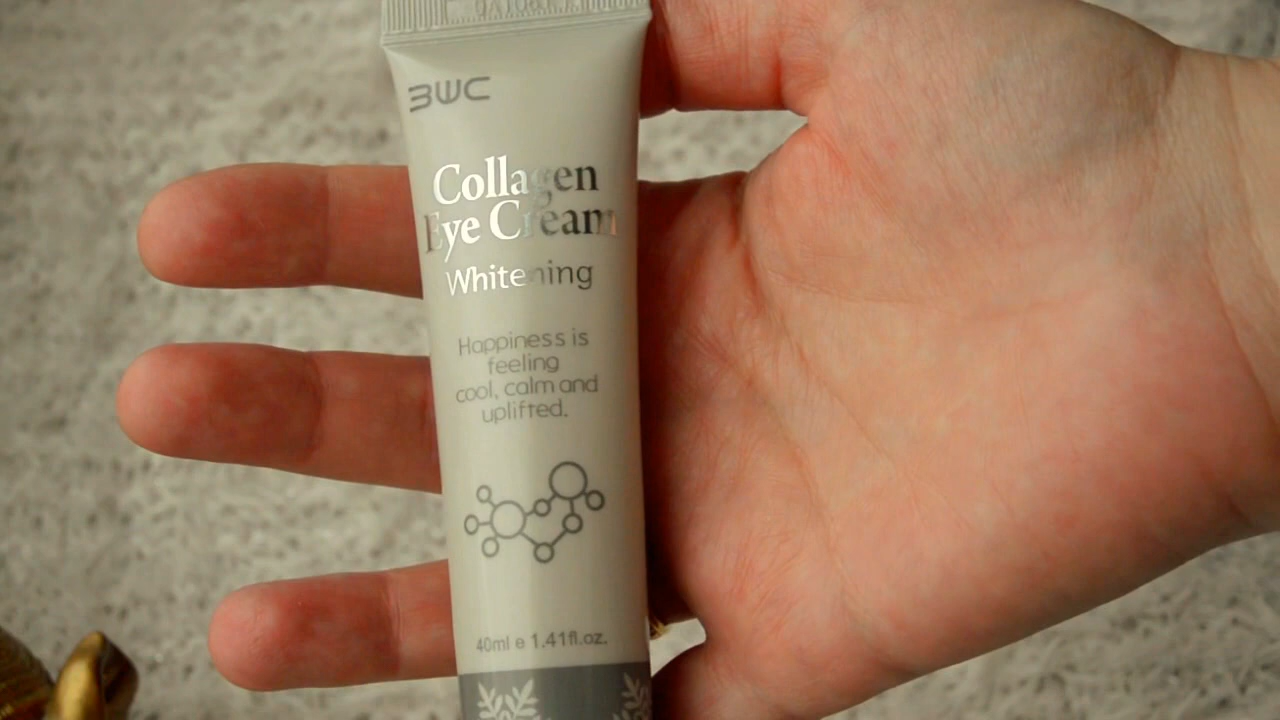 3WC
Collagen
Eye Cream
Whitening
Happiness is
feeling
cool, calm and
uplifted.
40ml e 1.41fl.oz.